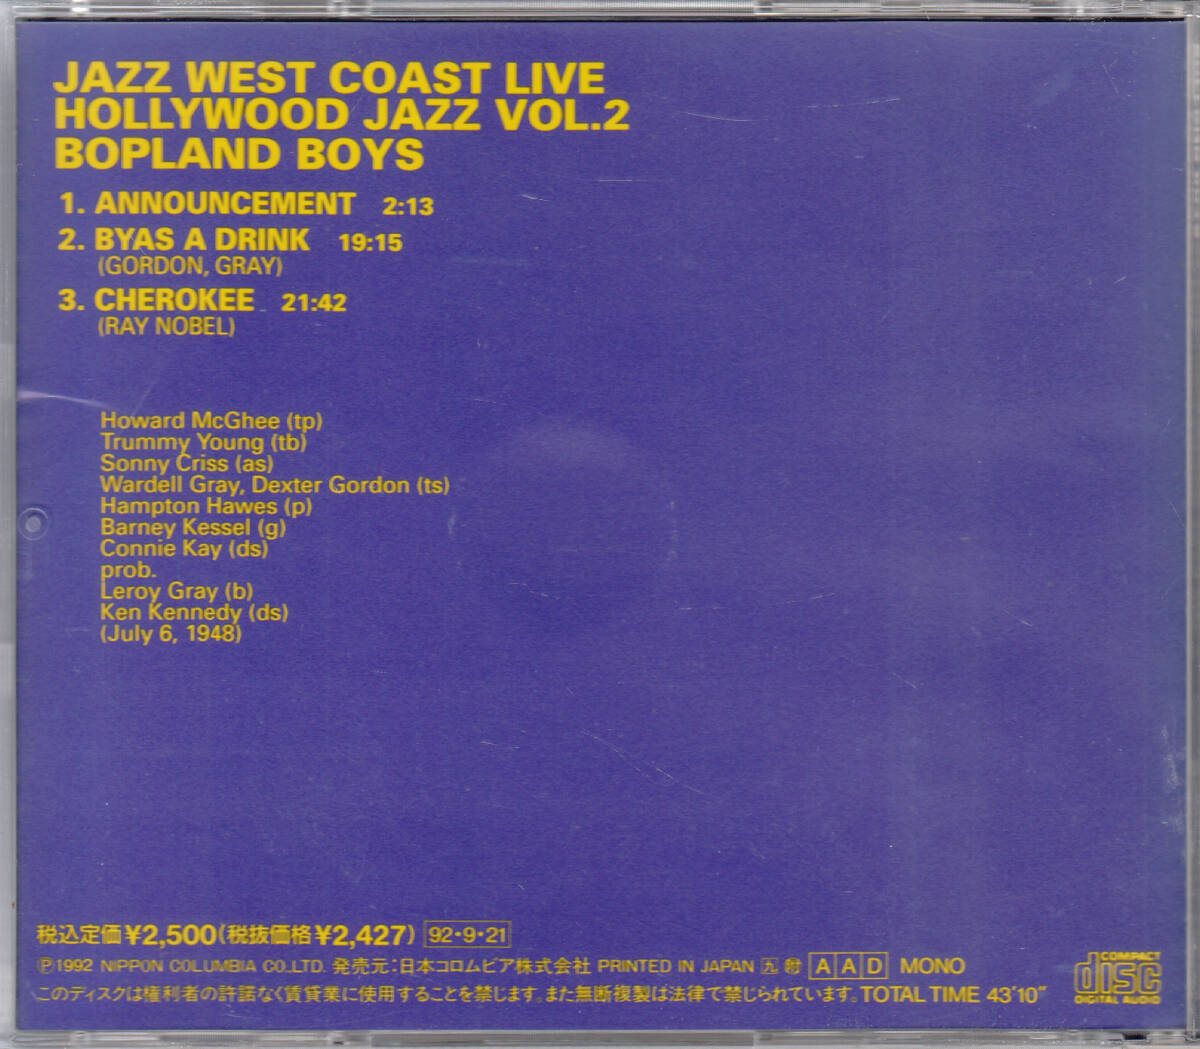 JAZZ WEST COAST LIVE
HOLLYWOOD JAZZ VOL.2
BOPLAND BOYS
1. ANNOUNCEMENT 2:13
2. BYAS A DRINK 19:15
(GORDON, GRAY)
3. CHEROKEE 21:42
(RAY NOBEL)
Howard McGhee (tp)
Trummy Young (tb)
Sonny Criss (as)
Wardell Gray, Dexter Gordon (ts)
Hampton Hawes (p)
Barney Kessel (g)
Connie Kay (ds)
prob.
Leroy Gray (b)
Ken Kennedy (ds)
(July 6, 1948)
税込定価¥2,500(税抜価格¥2,427) 92・9・21
Ⓟ1992 NIPPON COLUMBIA CO.,LTD. 発売元:日本コロムビア株式会社 PRINTED IN JAPAN A A D MONO
このディスクは権利者の許諾なく賃貸業に使用することを禁じます。また無断複製は法律で禁じられています。TOTAL TIME 43'10"
COMPACT
disc
DIGITAL AUDIO